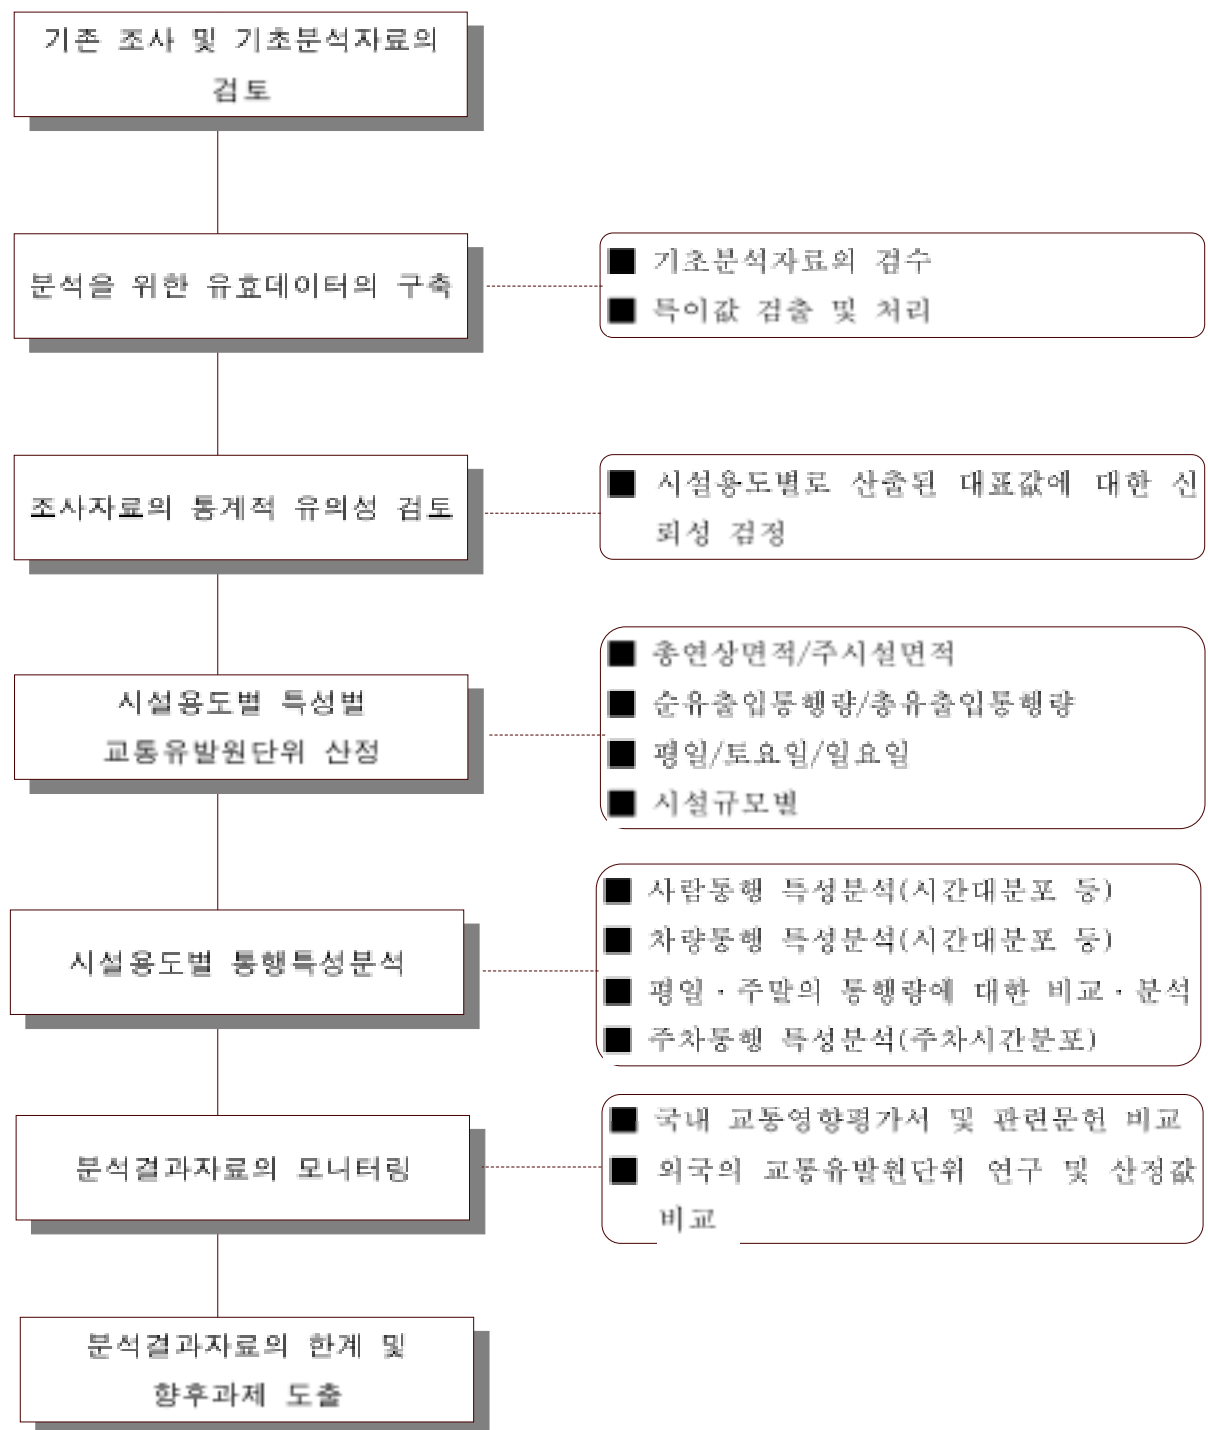 기존 조사 및 기초분석자료의
검토
분석을 위한 유효데이터의 구축
■ 기초분석자료의 검수
■ 특이값 검출 및 처리
조사자료의 통계적 유의성 검토
■ 시설용도별로 산출된 대표값에 대한 신
뢰성 검정
시설용도별 특성별
교통유발원단위 산정
■ 총연상면적/주시설면적
■ 순유출입통행량/총유출입통행량
■ 평일/토요일/일요일
■ 시설규모별
시설용도별 통행특성분석
■ 사람통행 특성분석(시간대분포 등)
■ 차량통행 특성분석(시간대분포 등)
■ 평일·주말의 통행량에 대한 비교·분석
■ 주차통행 특성분석(주차시간분포)
분석결과자료의 모니터링
■ 국내 교통영향평가서 및 관련문헌 비교
■ 외국의 교통유발원단위 연구 및 산정값
비교
분석결과자료의 한계 및
향후과제 도출